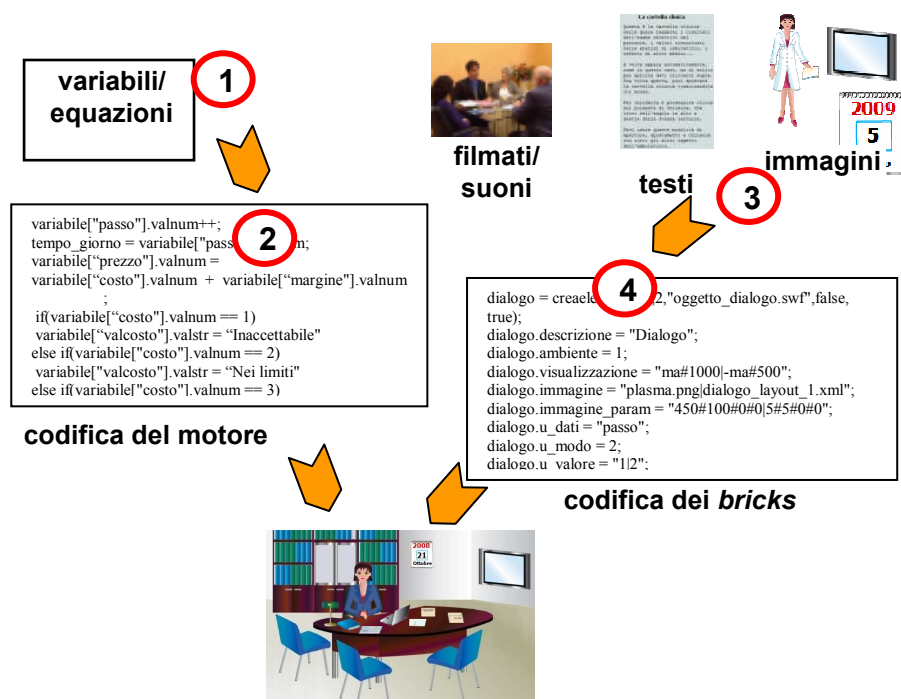 variabili/
equazioni
1
filmati/
suoni
La cartella clinica
testi
2009
5
immagini
3
variabile["passo"].valnum++;
tempo_giorno = variabile["pass
2
m;
variabile["prezzo"].valnum =
variabile["costo"].valnum + variabile["margine"].valnum
;
if(variabile["costo"].valnum == 1)
variabile["valcosto"].valstr = "Inaccettabile"
else if(variabile["costo"].valnum == 2)
variabile["valcosto"].valstr = "Nei limiti"
else if(variabile["costo"].valnum == 3)
codifica del motore
4
dialogo = creaele
,2,"oggetto_dialogo.swf",false,
true);
dialogo.descrizione = "Dialogo";
dialogo.ambiente = 1;
dialogo.visualizzazione = "ma#1000|-ma#500";
dialogo.immagine = "plasma.png|dialogo_layout_1.xml";
dialogo.immagine_param = "450#100#0#0|5#5#0#0";
dialogo.u_dati = "passo";
dialogo.u_modo = 2;
dialogo.u_valore = "1|2";
codifica dei bricks
2008
21
Ottobre